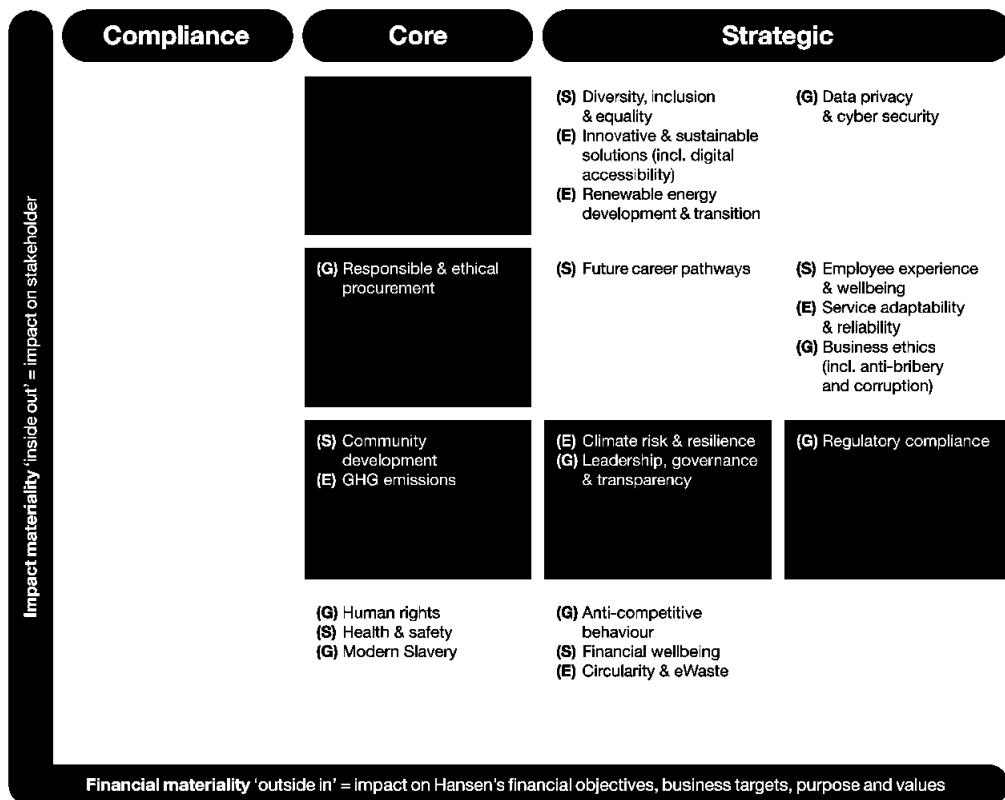 Compliance
Core
Strategic
Impact materiality 'inside out' = impact on stakeholder
(S) Diversity, inclusion
& equality
(E) Innovative & sustainable
solutions (incl. digital
accessibility)
(E) Renewable energy
development & transition
(G) Data privacy
& cyber security
(G) Responsible & ethical
procurement
(S) Future career pathways
(S) Employee experience
& wellbeing
(E) Service adaptability
& reliability
(G) Business ethics
(incl. anti-bribery
and corruption)
(S) Community
development
(E) GHG emissions
(E) Climate risk & resilience
(G) Leadership, governance
& transparency
(G) Regulatory compliance
(G) Human rights
(S) Health & safety
(G) Modern Slavery
(G) Anti-competitive
behaviour
(S) Financial wellbeing
(E) Circularity & eWaste
Financial materiality 'outside in' = impact on Hansen's financial objectives, business targets, purpose and values